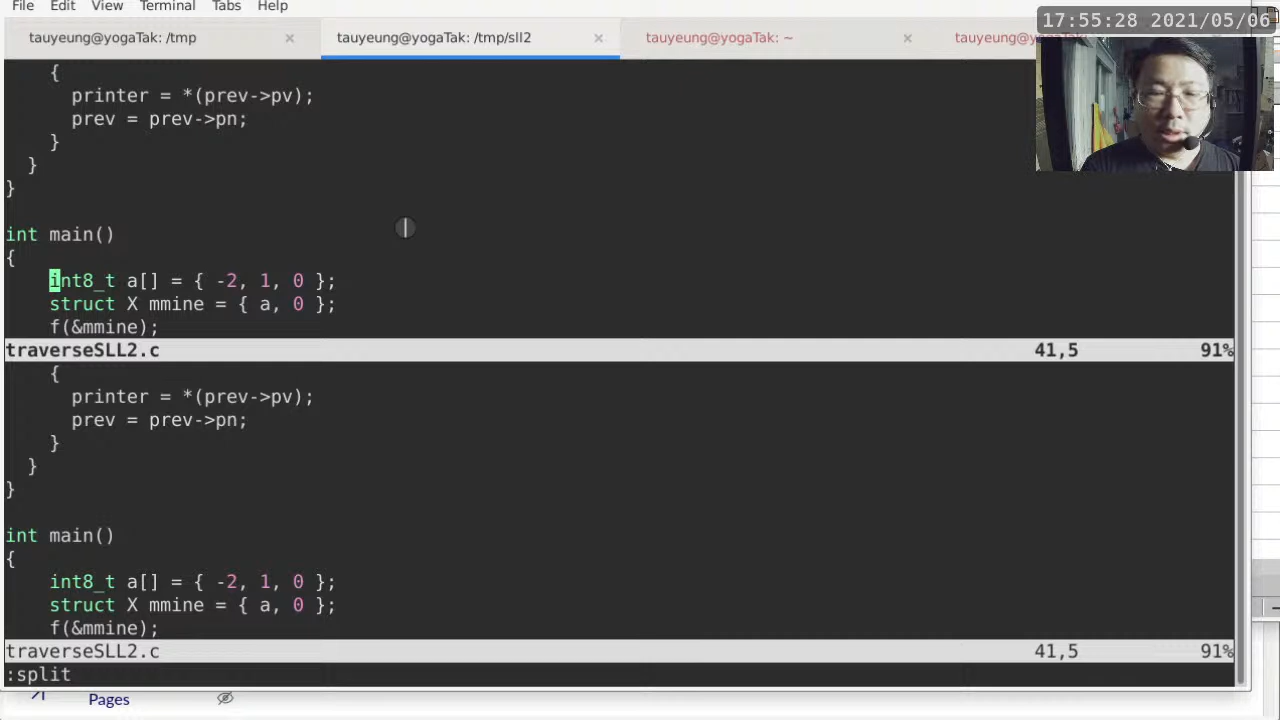 File Edit View Terminal Tabs Help
17:55:28 2021/05/06
tauyeung@yogaTak: /tmp × tauyeung@yogaTak: /tmp/sll2 × tauyeung@yogaTak: ~ × tauyeung@yogaTak:
{
printer = *(prev->pv);
prev = prev->pn;
}
}
}
int main()
{
int8_t a[] = { -2, 1, 0 };
struct X mmine = { a, 0 };
f(&mmine);
traverseSLL2.c 41,5 91%
{
printer = *(prev->pv);
prev = prev->pn;
}
}
}
int main()
{
int8_t a[] = { -2, 1, 0 };
struct X mmine = { a, 0 };
f(&mmine);
traverseSLL2.c 41,5 91%
:split
Pages